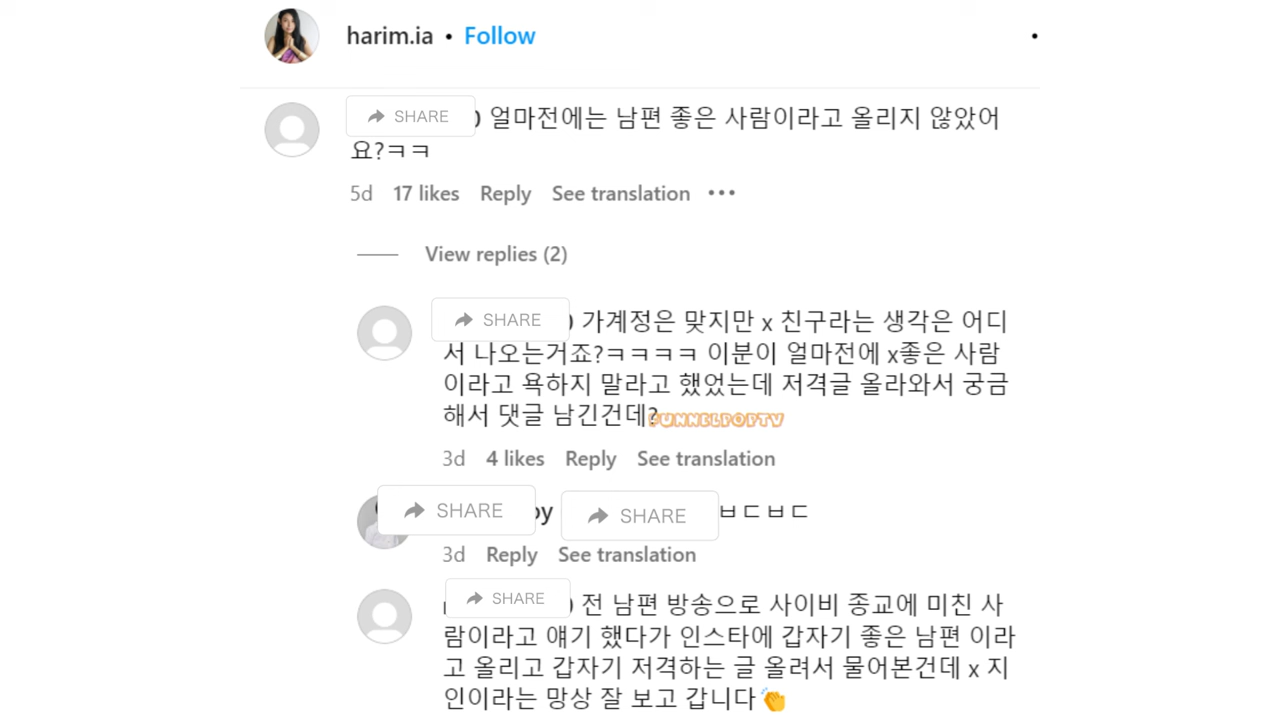 harim.ia • Follow
SHARE 얼마전에는 남편 좋은 사람이라고 올리지 않았어
요?ㅋㅋ
5d 17 likes Reply See translation •••
View replies (2)
SHARE 가계정은 맞지만 x 친구라는 생각은 어디
서 나오는거죠?ㅋㅋㅋㅋ 이분이 얼마전에 x좋은 사람
이라고 욕하지 말라고 했었는데 저격글 올라와서 궁금
해서 댓글 남긴건데?
FUNNELPOPTV
3d 4 likes Reply See translation
SHARE oy SHARE ㅂㄷㅂㄷ
3d Reply See translation
SHARE 전 남편 방송으로 사이비 종교에 미친 사
람이라고 얘기 했다가 인스타에 갑자기 좋은 남편 이라
고 올리고 갑자기 저격하는 글 올려서 물어본건데 x 지
인이라는 망상 잘 보고 갑니다👏